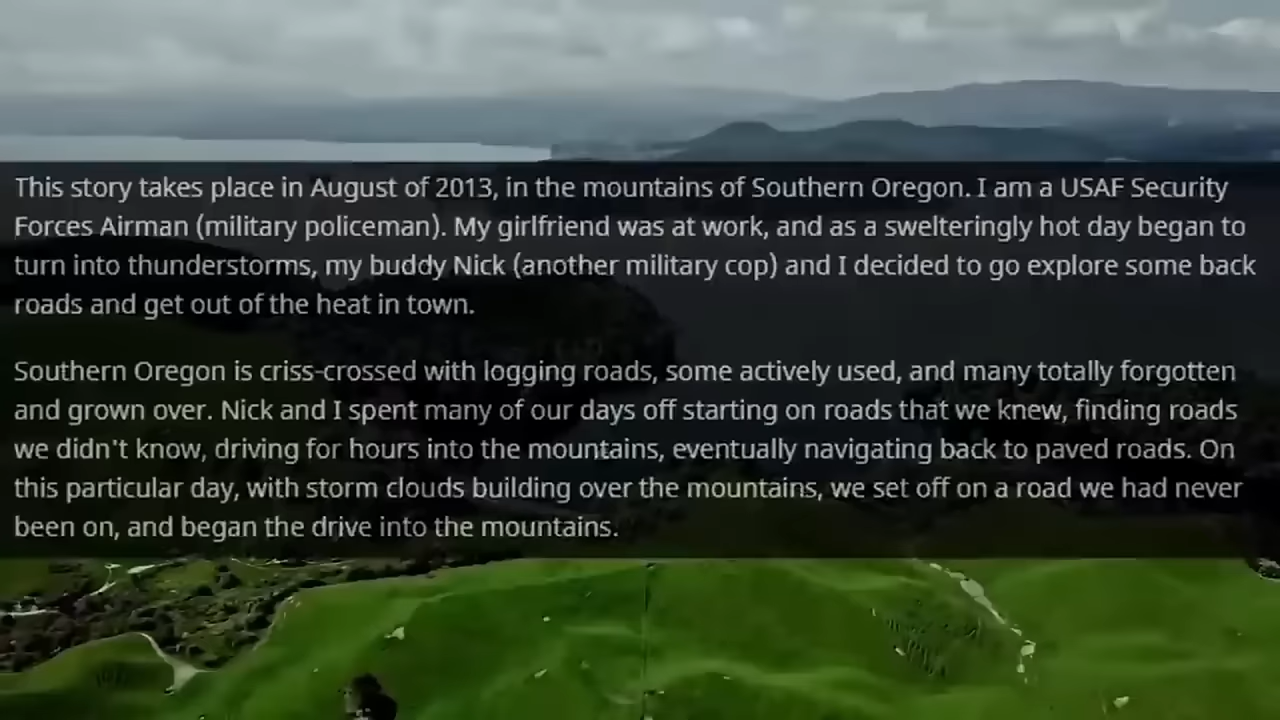 This story takes place in August of 2013, in the mountains of Southern Oregon. I am a USAF Security
Forces Airman (military policeman). My girlfriend was at work, and as a swelteringly hot day began to
turn into thunderstorms, my buddy Nick (another military cop) and I decided to go explore some back
roads and get out of the heat in town.
Southern Oregon is criss-crossed with logging roads, some actively used, and many totally forgotten
and grown over. Nick and I spent many of our days off starting on roads that we knew, finding roads
we didn't know, driving for hours into the mountains, eventually navigating back to paved roads. On
this particular day, with storm clouds building over the mountains, we set off on a road we had never
been on, and began the drive into the mountains.